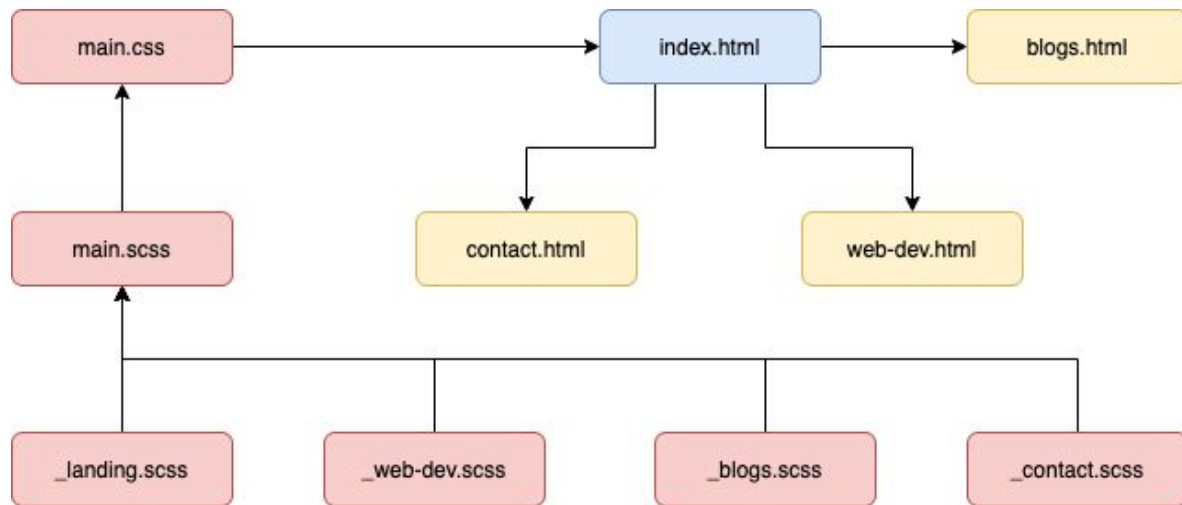 main.css
index.html
blogs.html
main.scss
contact.html
web-dev.html
_landing.scss
_web-dev.scss
_blogs.scss
_contact.scss